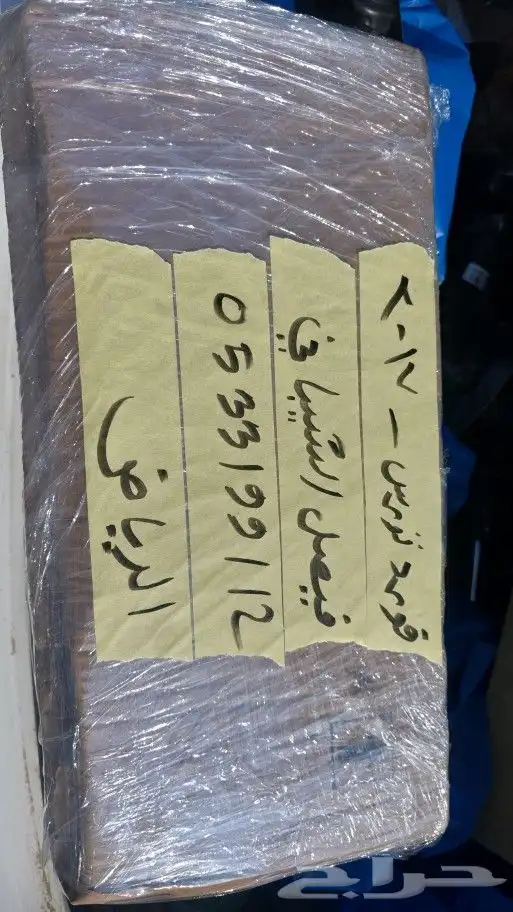 فورد تورس – ٢٠١٧
فيصل الشيباني
0533199112
الرياض
حراج